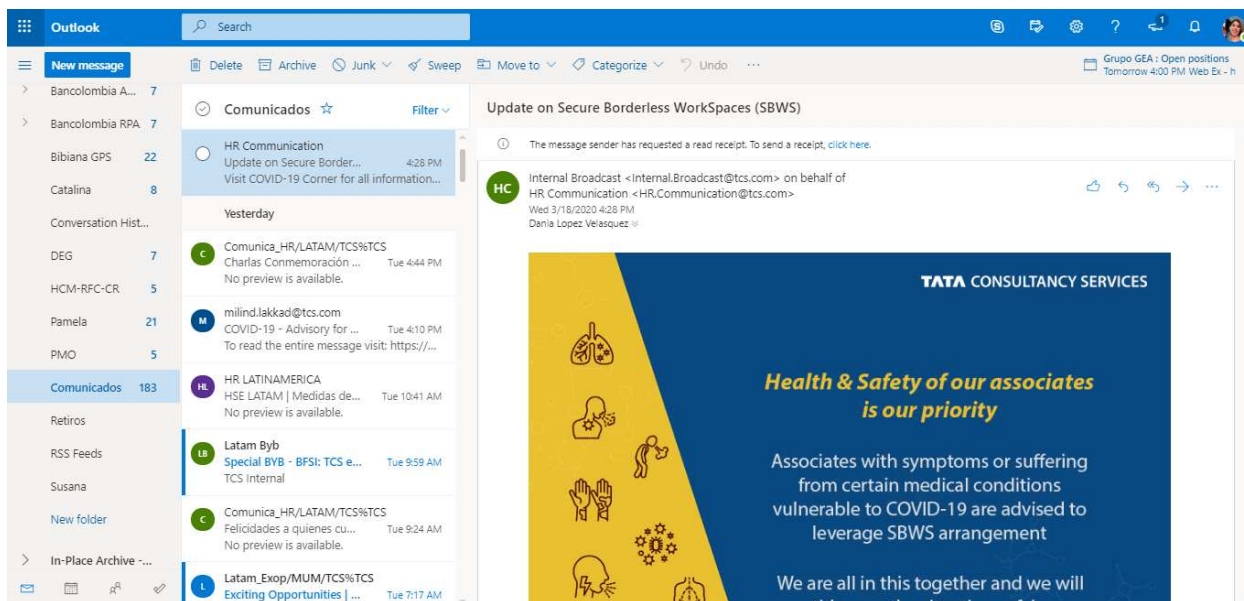 Outlook
Search
New message
Delete Archive Junk Sweep Move to Categorize Undo ...
Grupo GEA : Open positions
Tomorrow 4:00 PM Web Ex - h
Bancolombia A... 7
Bancolombia RPA 7
Bibiana GPS 22
Catalina 8
Conversation Hist...
DEG 7
HCM-RFC-CR 5
Pamela 21
PMO 5
Comunicados 183
Retiros
RSS Feeds
Susana
New folder
In-Place Archive -...
Comunicados
Filter
HR Communication
Update on Secure Border... 4:28 PM
Visit COVID-19 Corner for all information...
Yesterday
C
Comunica_HR/LATAM/TCS%TCS
Charlas Conmemoración ... Tue 4:44 PM
No preview is available.
M
milind.lakkad@tcs.com
COVID-19 - Advisory for ... Tue 4:10 PM
To read the entire message visit: https://...
HL
HR LATINAMERICA
HSE LATAM | Medidas de... Tue 10:41 AM
No preview is available.
LB
Latam Byb
Special BYB - BFSI: TCS e... Tue 9:59 AM
TCS Internal
C
Comunica_HR/LATAM/TCS%TCS
Felicidades a quienes cu... Tue 9:24 AM
No preview is available.
L
Latam_Exop/MUM/TCS%TCS
Exciting Opportunities | ... Tue 7:17 AM
Update on Secure Borderless WorkSpaces (SBWS)
The message sender has requested a read receipt. To send a receipt, click here.
HC
Internal Broadcast <Internal.Broadcast@tcs.com> on behalf of
HR Communication <HR.Communication@tcs.com>
Wed 3/18/2020 4:28 PM
Dania Lopez Velasquez
TATA CONSULTANCY SERVICES
Health & Safety of our associates
is our priority
Associates with symptoms or suffering
from certain medical conditions
vulnerable to COVID-19 are advised to
leverage SBWS arrangement
We are all in this together and we will